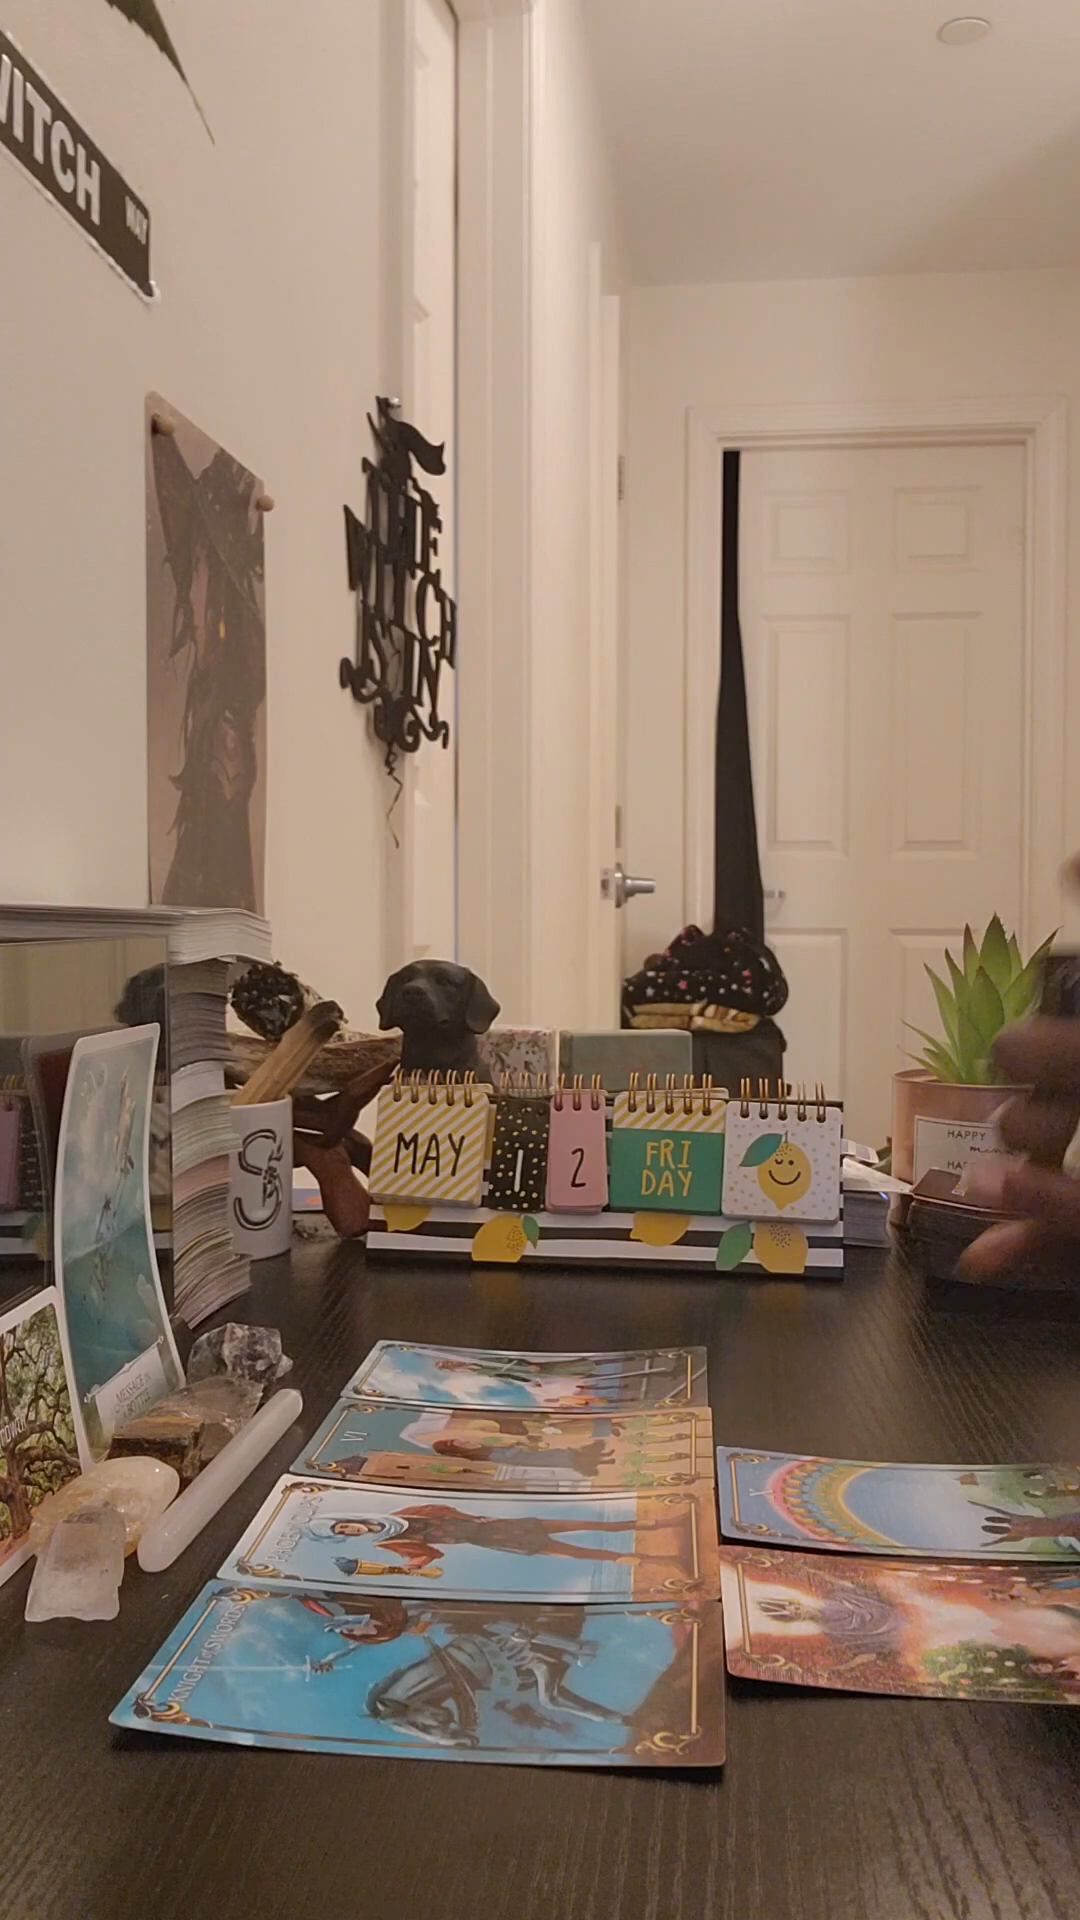 WITCH WAY
THE
WITCH
IS IN
MAY
1
2
FRI
DAY
S
HAPPY
MESSAGE IN
A BOTTLE
VI
PAGE of CUPS
KNIGHT of SWORDS
X